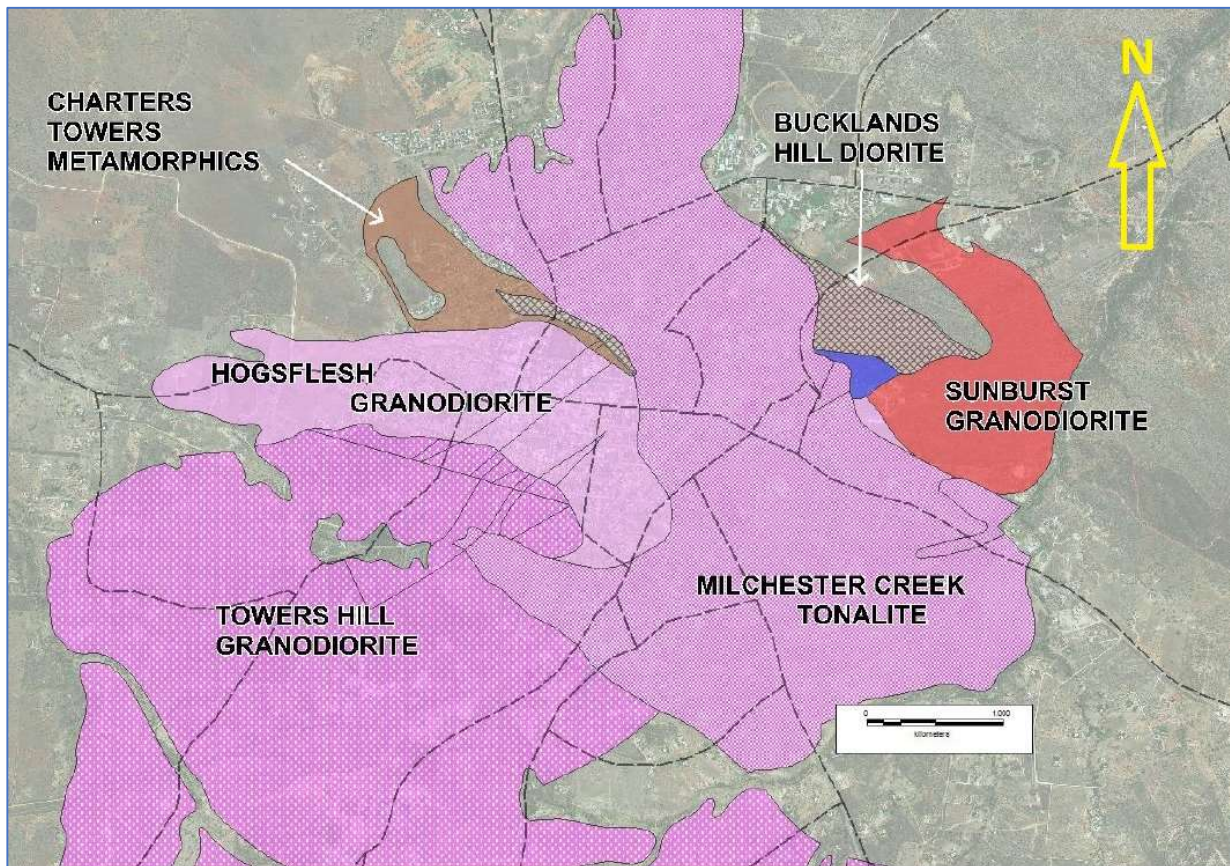 CHARTERS
TOWERS
METAMORPHICS
BUCKLANDS
HILL DIORITE
N
HOGSFLESH
GRANODIORITE
SUNBURST
GRANODIORITE
TOWERS HILL
GRANODIORITE
MILCHESTER CREEK
TONALITE
0 1,000
kilometers